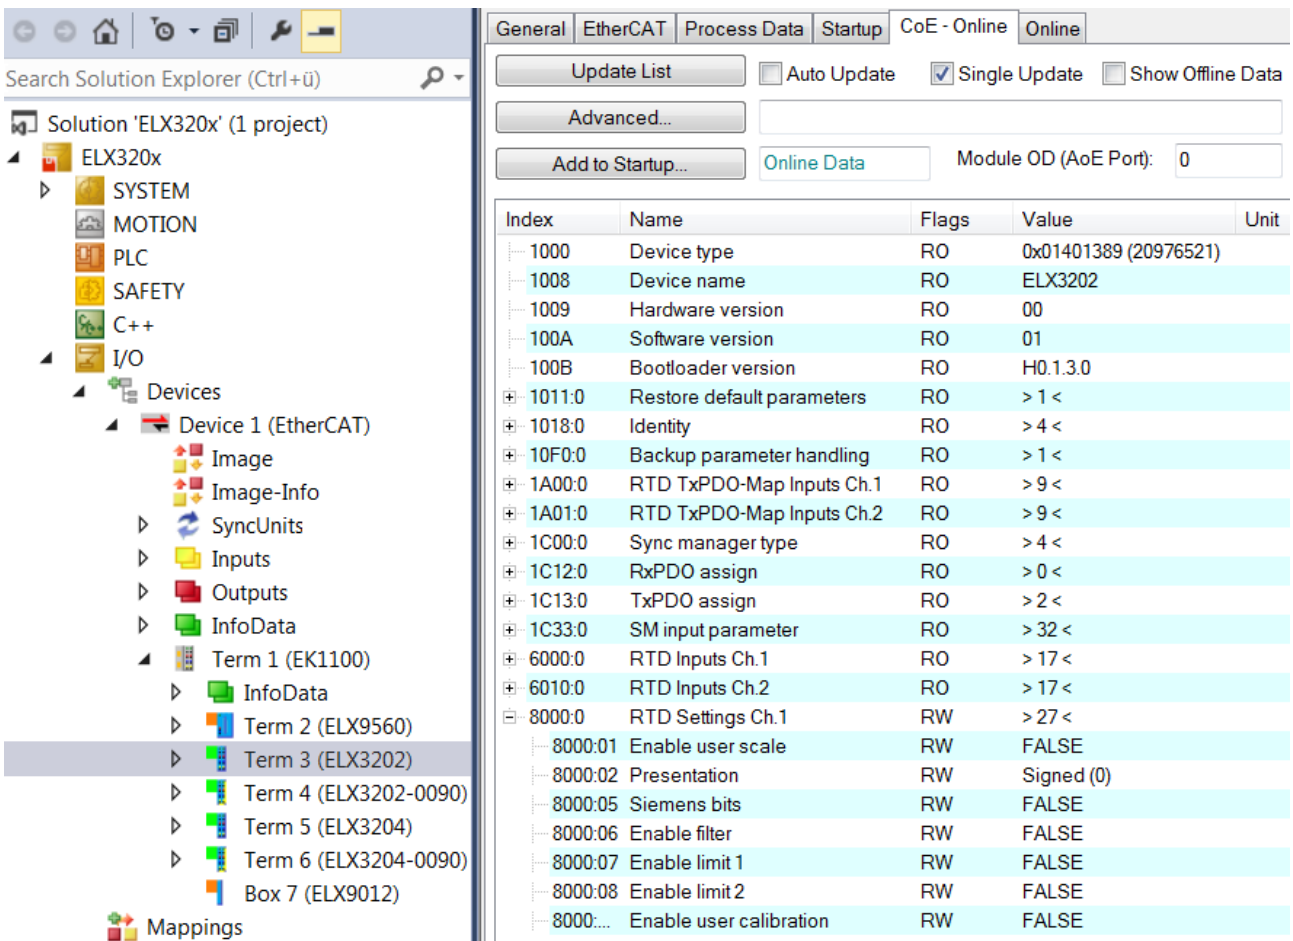 Search Solution Explorer (Ctrl+ü)
Solution 'ELX320x' (1 project)
ELX320x
SYSTEM
MOTION
PLC
SAFETY
C++
I/O
Devices
Device 1 (EtherCAT)
Image
Image-Info
SyncUnits
Inputs
Outputs
InfoData
Term 1 (EK1100)
InfoData
Term 2 (ELX9560)
Term 3 (ELX3202)
Term 4 (ELX3202-0090)
Term 5 (ELX3204)
Term 6 (ELX3204-0090)
Box 7 (ELX9012)
Mappings
General EtherCAT Process Data Startup CoE - Online Online
Update List Auto Update Single Update Show Offline Data
Advanced...
Add to Startup... Online Data Module OD (AoE Port): 0
Index Name Flags Value Unit
1000 Device type RO 0x01401389 (20976521)
1008 Device name RO ELX3202
1009 Hardware version RO 00
100A Software version RO 01
100B Bootloader version RO H0.1.3.0
1011:0 Restore default parameters RO > 1 <
1018:0 Identity RO > 4 <
10F0:0 Backup parameter handling RO > 1 <
1A00:0 RTD TxPDO-Map Inputs Ch.1 RO > 9 <
1A01:0 RTD TxPDO-Map Inputs Ch.2 RO > 9 <
1C00:0 Sync manager type RO > 4 <
1C12:0 RxPDO assign RO > 0 <
1C13:0 TxPDO assign RO > 2 <
1C33:0 SM input parameter RO > 32 <
6000:0 RTD Inputs Ch.1 RO > 17 <
6010:0 RTD Inputs Ch.2 RO > 17 <
8000:0 RTD Settings Ch.1 RW > 27 <
8000:01 Enable user scale RW FALSE
8000:02 Presentation RW Signed (0)
8000:05 Siemens bits RW FALSE
8000:06 Enable filter RW FALSE
8000:07 Enable limit 1 RW FALSE
8000:08 Enable limit 2 RW FALSE
8000:... Enable user calibration RW FALSE